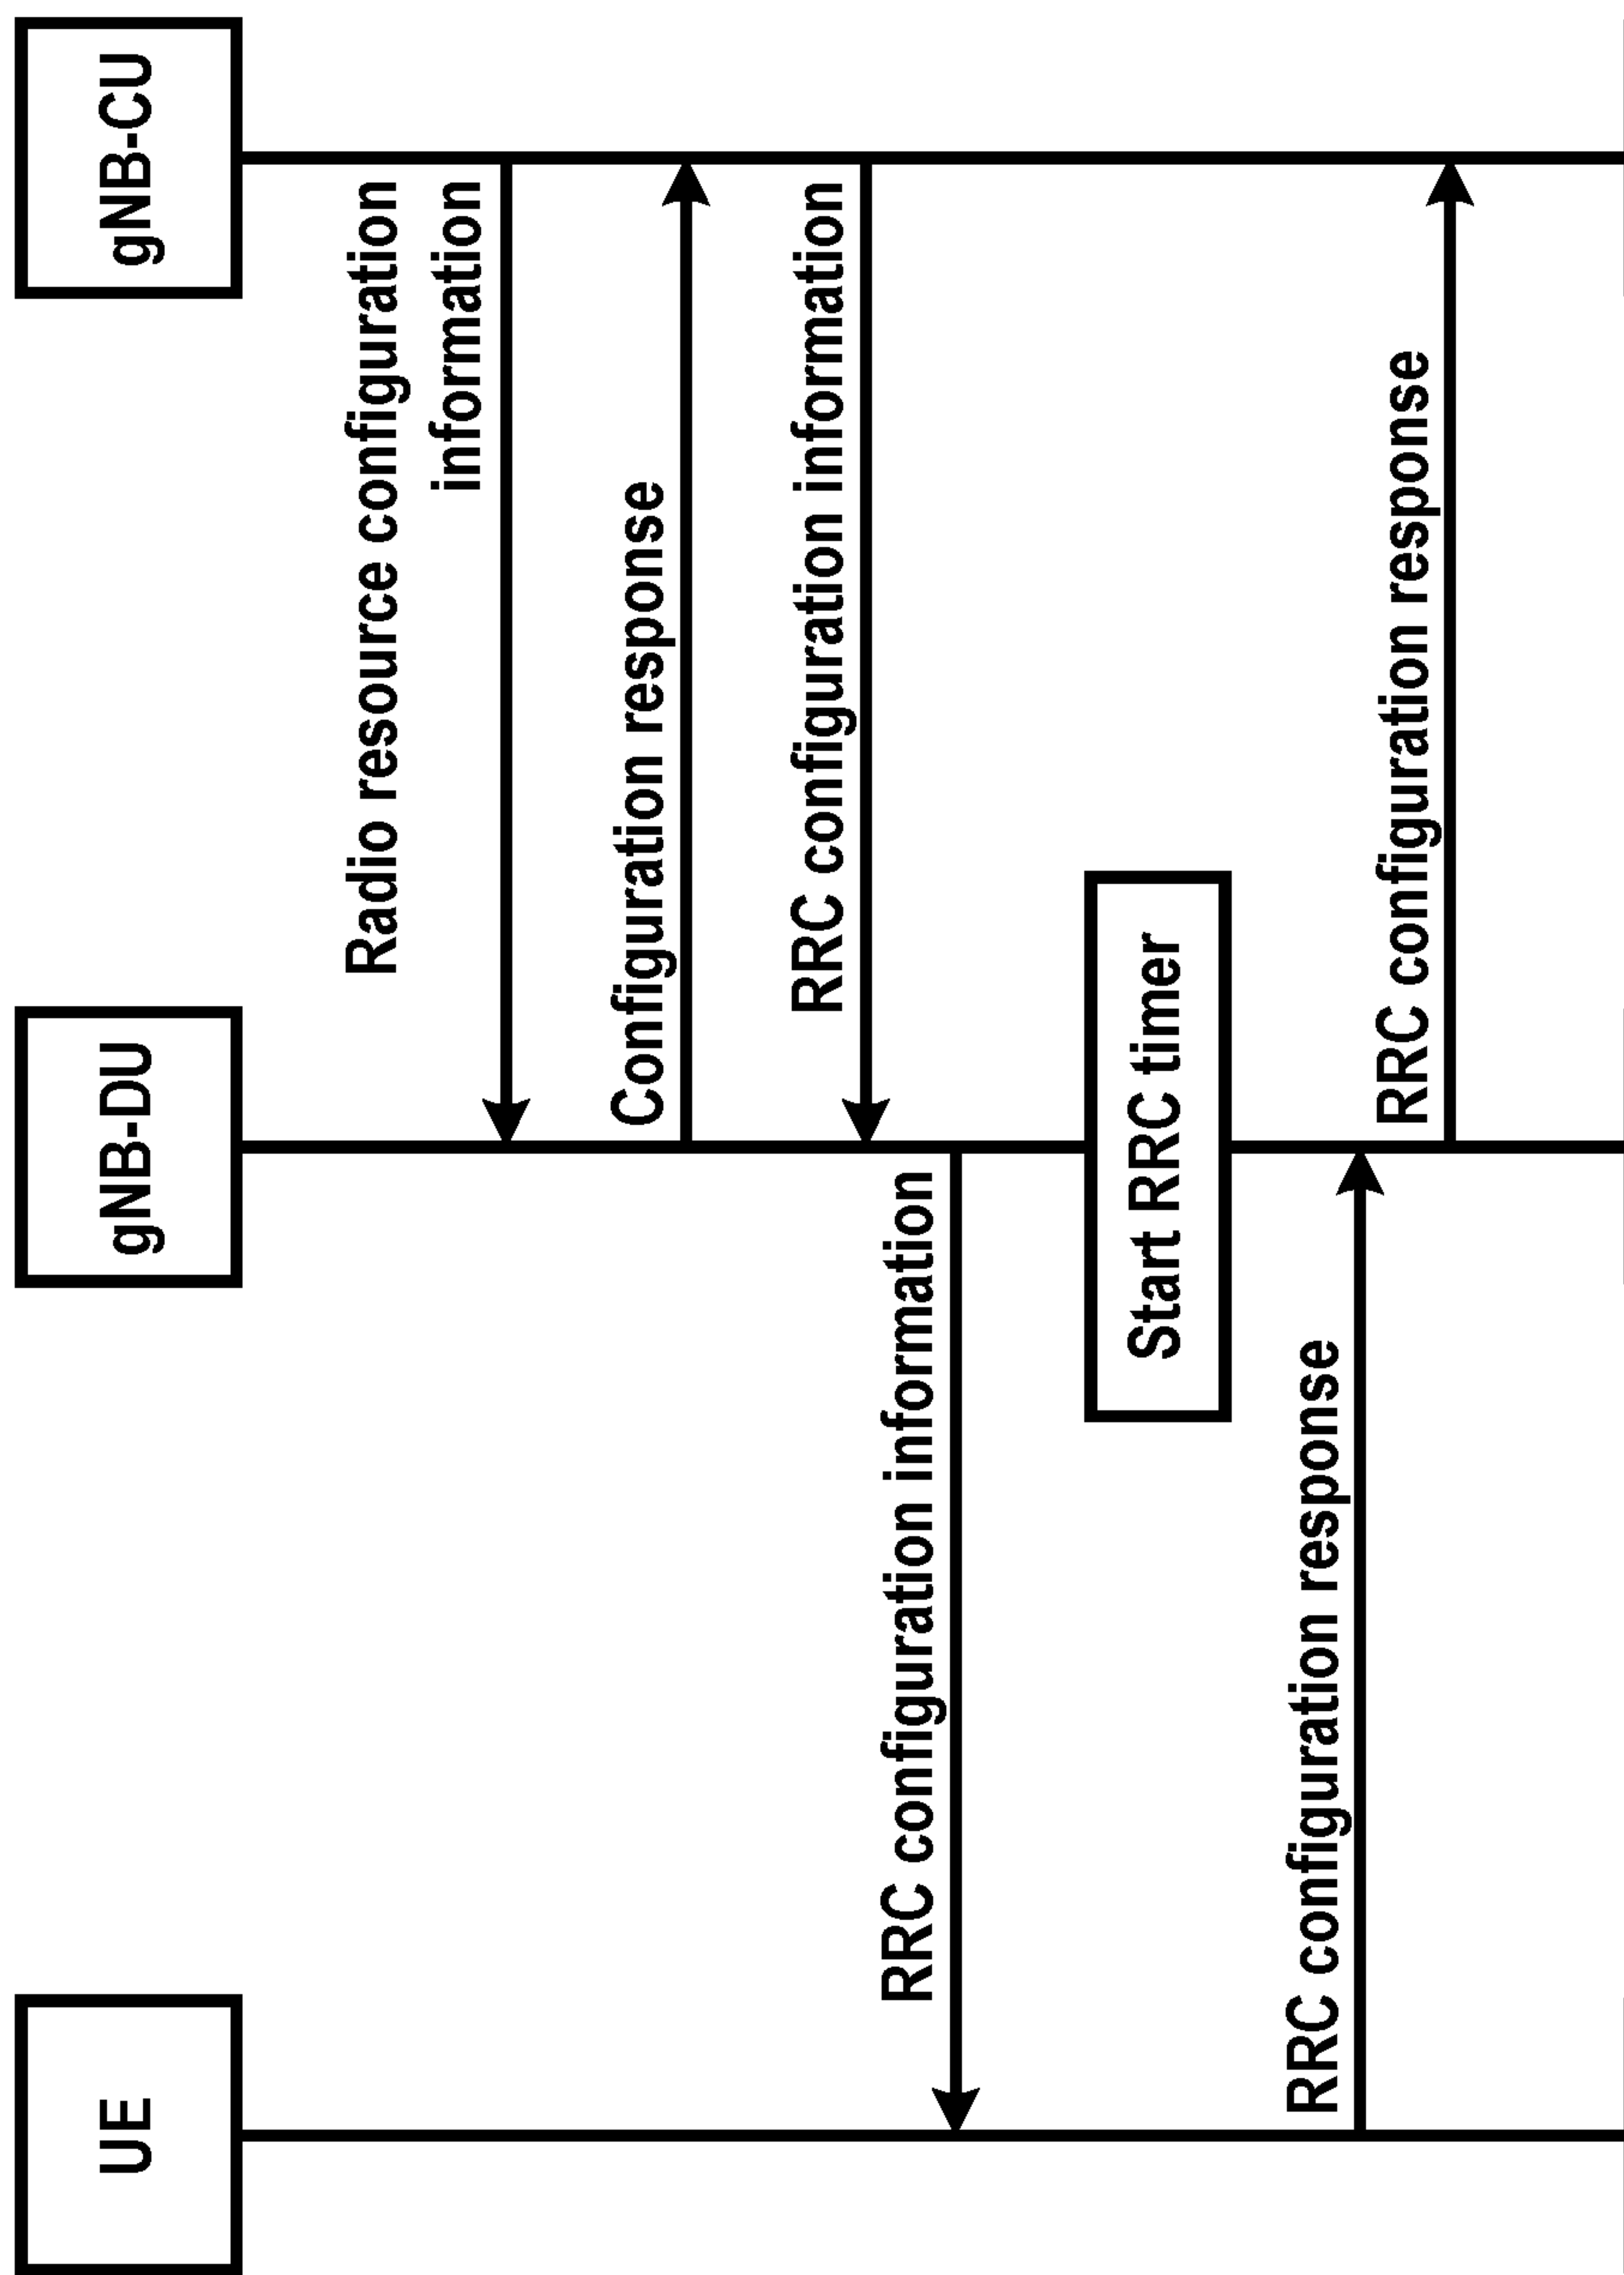 UE
gNB-DU
gNB-CU
Radio resource configuration
information
Configuration response
RRC configuration information
RRC configuration information
Start RRC timer
RRC configuration response
RRC configuration response